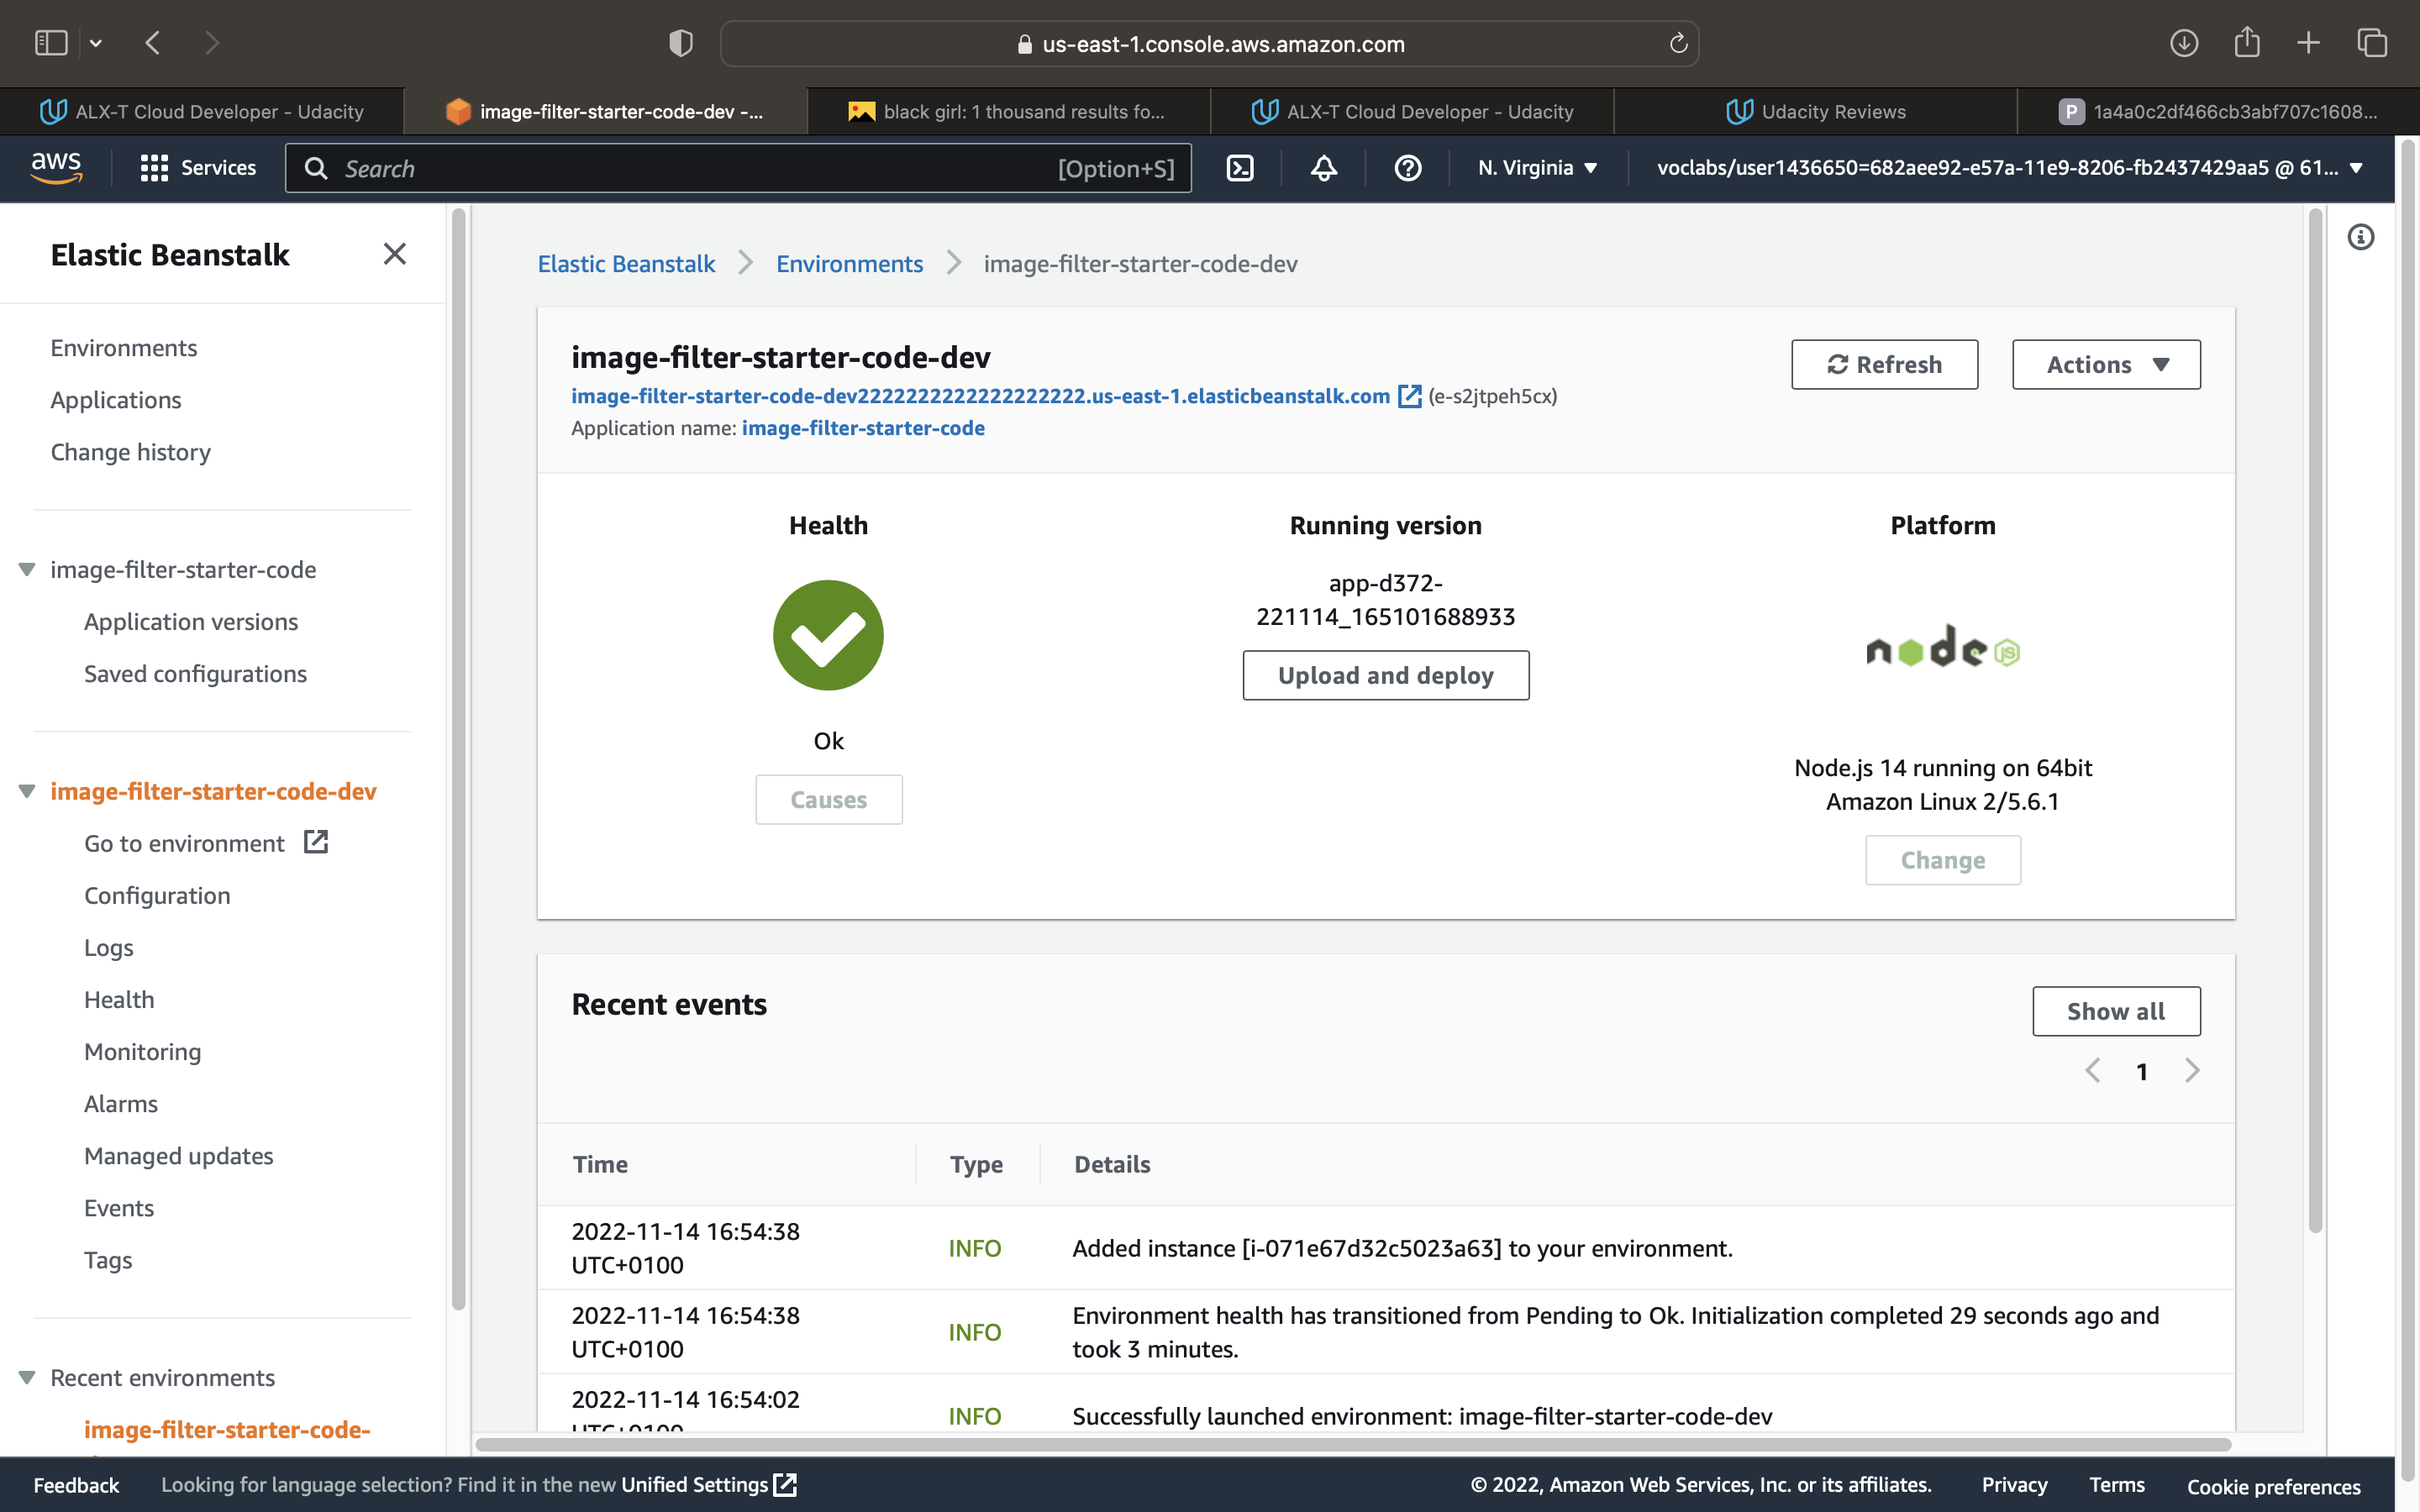 us-east-1.console.aws.amazon.com
ALX-T Cloud Developer - Udacity
image-filter-starter-code-dev -...
black girl: 1 thousand results fo...
ALX-T Cloud Developer - Udacity
Udacity Reviews
P 1a4a0c2df466cb3abf707c1608...
aws
Services
Search
[Option+S]
N. Virginia
voclabs/user1436650=682aee92-e57a-11e9-8206-fb2437429aa5 @ 61...
Elastic Beanstalk
Environments
Applications
Change history
image-filter-starter-code
Application versions
Saved configurations
image-filter-starter-code-dev
Go to environment
Configuration
Logs
Health
Monitoring
Alarms
Managed updates
Events
Tags
Recent environments
image-filter-starter-code-
Elastic Beanstalk
Environments
image-filter-starter-code-dev
image-filter-starter-code-dev
image-filter-starter-code-dev2222222222222222222.us-east-1.elasticbeanstalk.com (e-s2jtpeh5cx)
Application name: image-filter-starter-code
Refresh
Actions
Health
Ok
Causes
Running version
app-d372-
221114_165101688933
Upload and deploy
Platform
node JS
Node.js 14 running on 64bit
Amazon Linux 2/5.6.1
Change
Recent events
Show all
1
Time Type Details
2022-11-14 16:54:38
UTC+0100
INFO
Added instance [i-071e67d32c5023a63] to your environment.
2022-11-14 16:54:38
UTC+0100
INFO
Environment health has transitioned from Pending to Ok. Initialization completed 29 seconds ago and
took 3 minutes.
2022-11-14 16:54:02
UTC+0100
INFO
Successfully launched environment: image-filter-starter-code-dev
Feedback
Looking for language selection? Find it in the new Unified Settings
© 2022, Amazon Web Services, Inc. or its affiliates.
Privacy
Terms
Cookie preferences